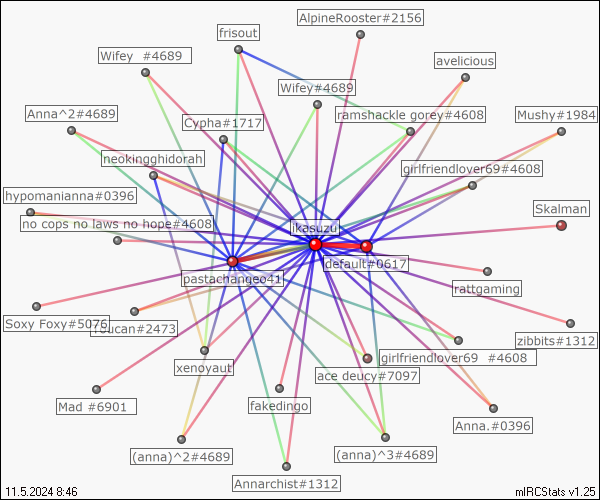 AlpineRooster#2156
frisout
Wifey #4689
avelicious
Wifey#4689
Anna^2#4689
Cypha#1717
ramshackle gorey#4608
Mushy#1984
neokingghidorah
girlfriendlover69#4608
hypomanianna#0396
Skalman
no cops no laws no hope#4608
ikasuzu
default#0617
pastachangeo41
rattgaming
Soxy Foxy#5076
Toucan#2473
zibbits#1312
girlfriendlover69 #4608
xenoyaut
ace deucy#7097
Mad #6901
fakedingo
Anna.#0396
(anna)^2#4689
(anna)^3#4689
Annarchist#1312
11.5.2024 8:46
mIRCStats v1.25